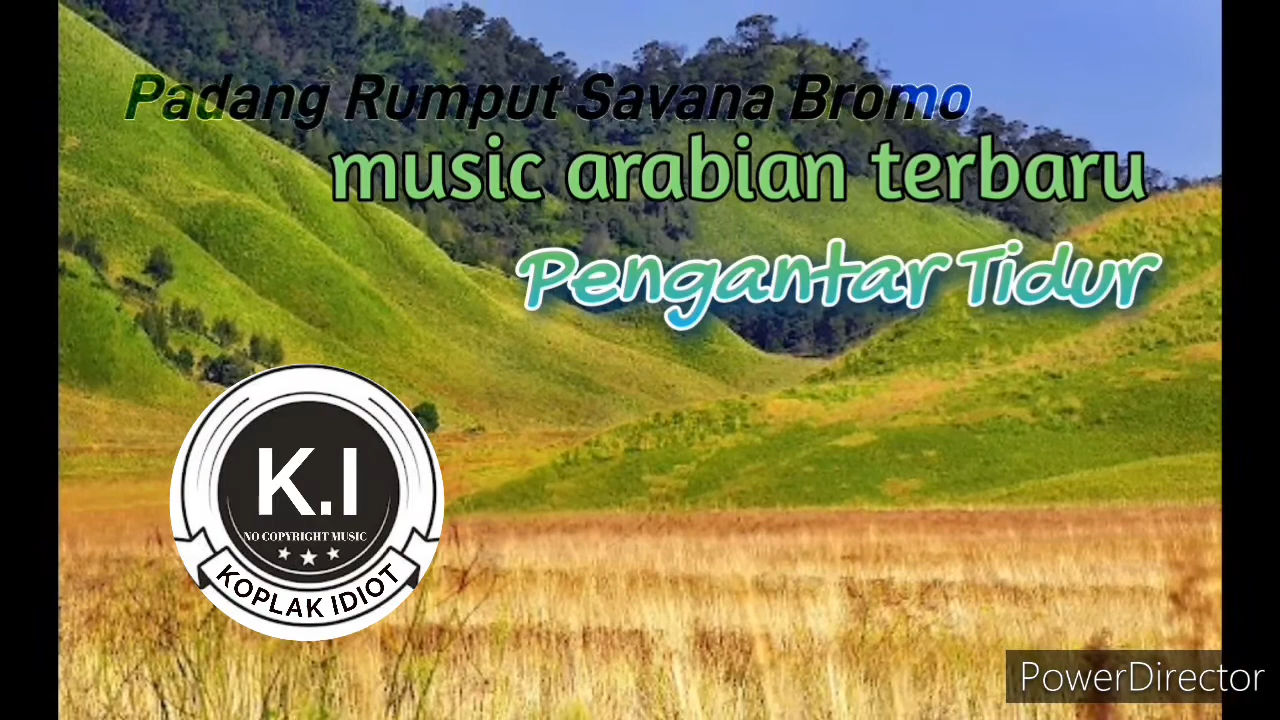 Padang Rumput Savana Bromo
music arabian terbaru
Pengantar Tidur
K.I
NO COPYRIGHT MUSIC
KOPLAK IDIOT
PowerDirector